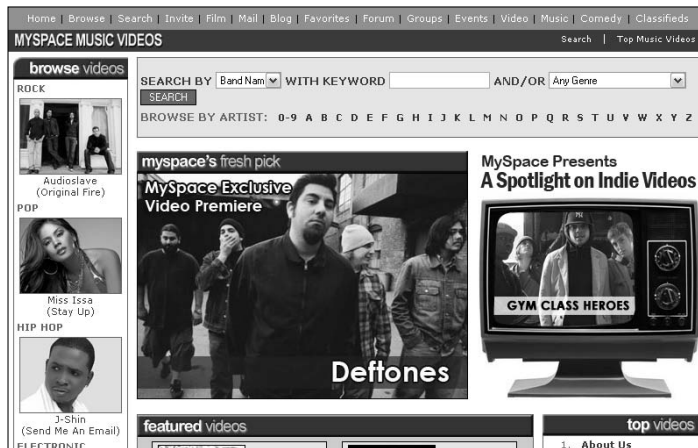 Home | Browse | Search | Invite | Film | Mail | Blog | Favorites | Forum | Groups | Events | Video | Music | Comedy | Classifieds
MYSPACE MUSIC VIDEOS
Search | Top Music Videos
browse videos
ROCK
Audioslave
(Original Fire)
POP
Miss Issa
(Stay Up)
HIP HOP
J-Shin
(Send Me An Email)
ELECTRONIC
SEARCH BY Band Nam WITH KEYWORD AND/OR Any Genre
SEARCH
BROWSE BY ARTIST: 0-9 A B C D E F G H I J K L M N O P Q R S T U V W X Y Z
myspace's fresh pick
MySpace Exclusive
Video Premiere
Deftones
MySpace Presents
A Spotlight on Indie Videos
GYM CLASS HEROES
featured videos
top videos
1. About Us